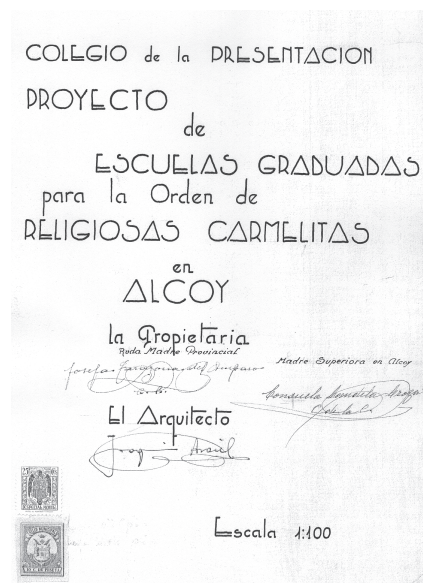 COLEGIO de la PRESENTACION
PROYECTO
de
ESCUELAS GRADUADAS
para la Orden de
RELIGIOSAS CARMELITAS
en
ALCOY
la Propietaria
Rvda Madre Provincial
Madre Superiora en Alcoy
El Arquitecto
Escala 1:100